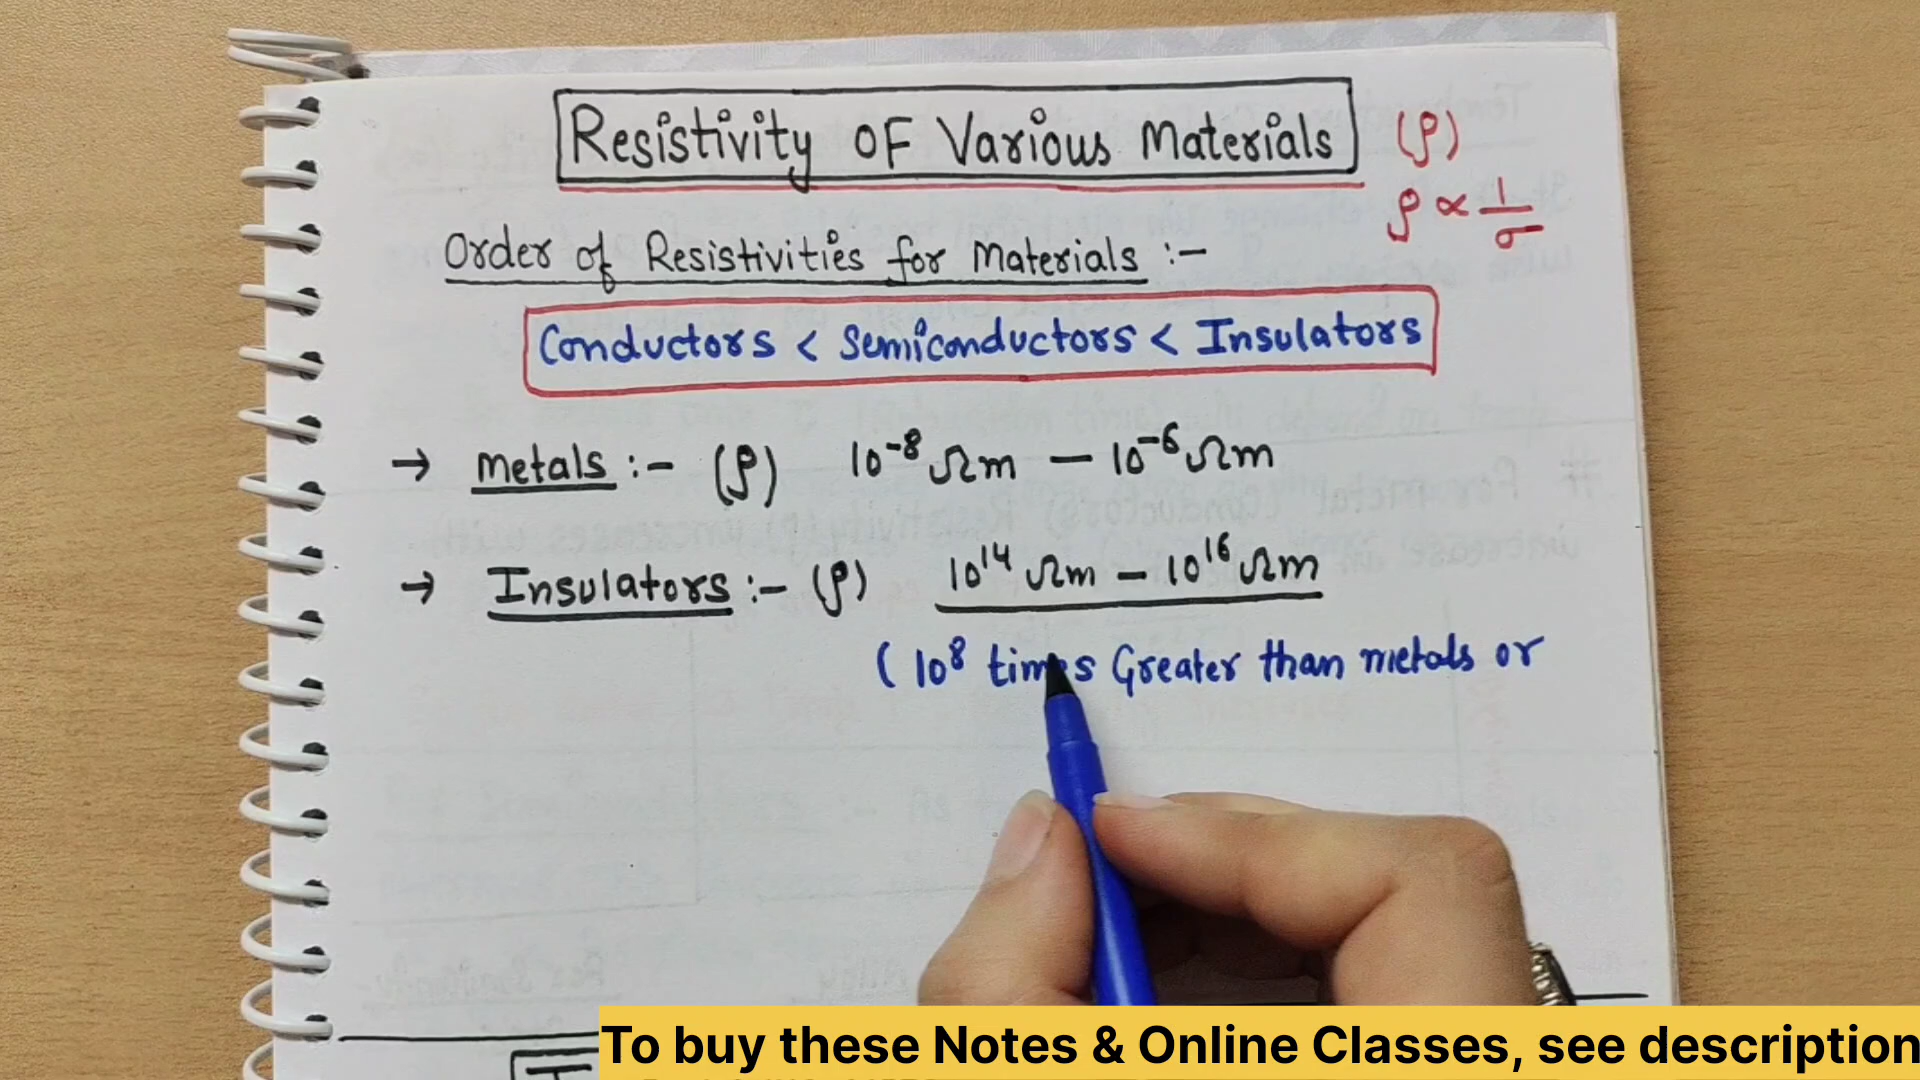 Resistivity OF Various Materials (ρ)
ρ ∝ 1/σ
Order of Resistivities for Materials :-
Conductors < Semiconductors < Insulators
→ Metals :- (ρ) 10⁻⁸ Ωm – 10⁻⁶ Ωm
→ Insulators :- (ρ) 10¹⁴ Ωm – 10¹⁶ Ωm
( 10⁸ times Greater than metals or
To buy these Notes & Online Classes, see description